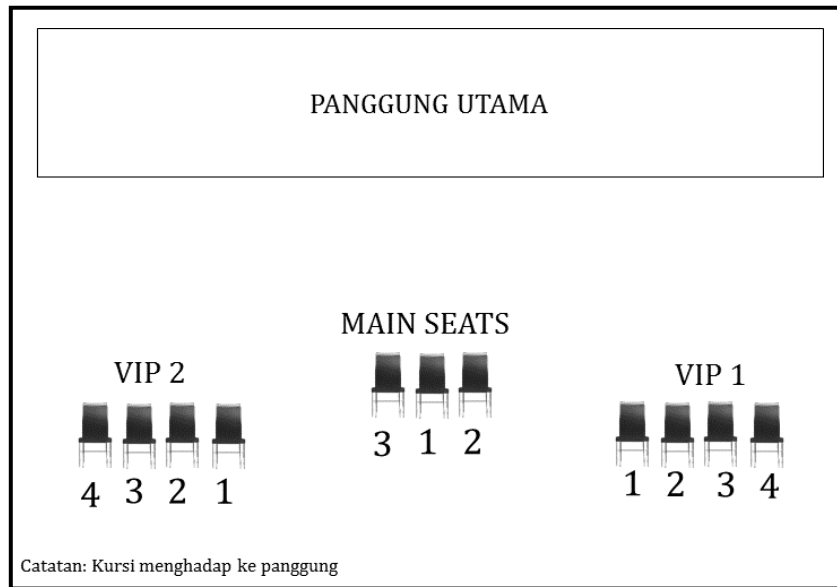 PANGGUNG UTAMA
MAIN SEATS
VIP 2
VIP 1
3 1 2
4 3 2 1
1 2 3 4
Catatan: Kursi menghadap ke panggung